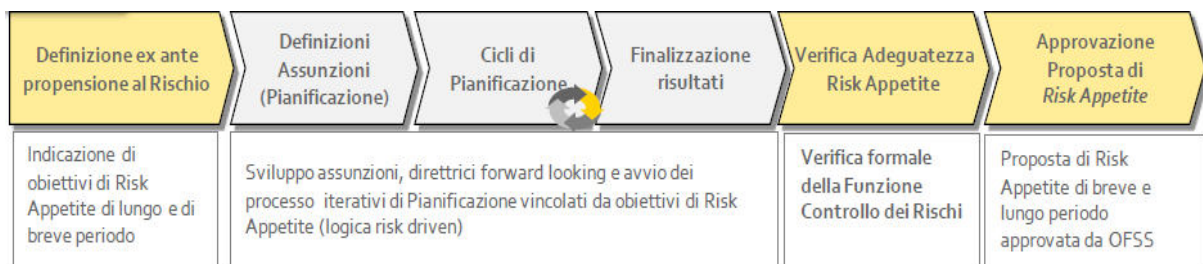 Definizione ex ante
propensione al Rischio
Definizioni
Assunzioni
(Pianificazione)
Cicli di
Pianificazione
Finalizzazione
risultati
Verifica Adeguatezza
Risk Appetite
Approvazione
Proposta di
Risk Appetite
Indicazione di
obiettivi di Risk
Appetite di lungo e di
breve periodo
Sviluppo assunzioni, direttrici forward looking e avvio dei
processo iterativi di Pianificazione vincolati da obiettivi di Risk
Appetite (logica risk driven)
Verifica formale
della Funzione
Controllo dei Rischi
Proposta di Risk
Appetite di breve e
lungo periodo
approvata da OFSS